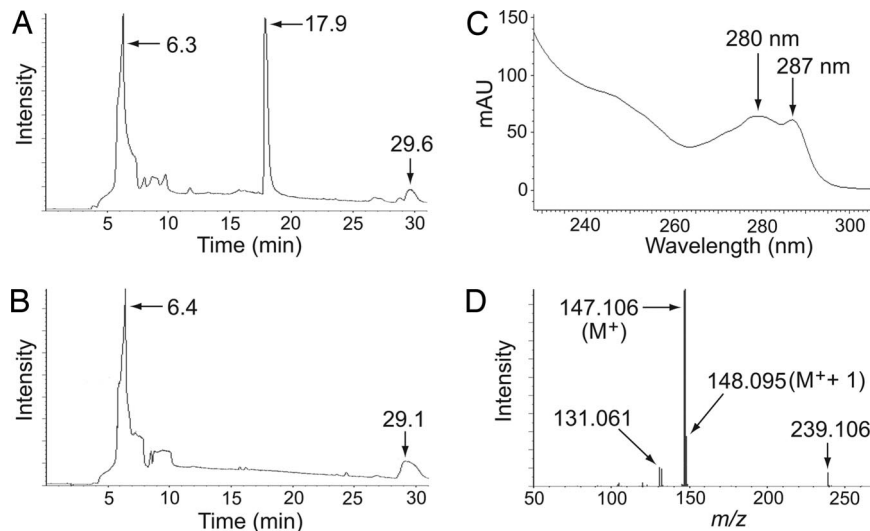 A
Intensity
6.3
17.9
29.6
5
10
15
20
25
30
Time (min)
B
Intensity
6.4
29.1
5
10
15
20
25
30
Time (min)
C
mAU
150
100
50
0
280 nm
287 nm
240
260
280
300
Wavelength (nm)
D
Intensity
147.106
(M+)
148.095(M++ 1)
131.061
239.106
50
100
150
200
250
m/z